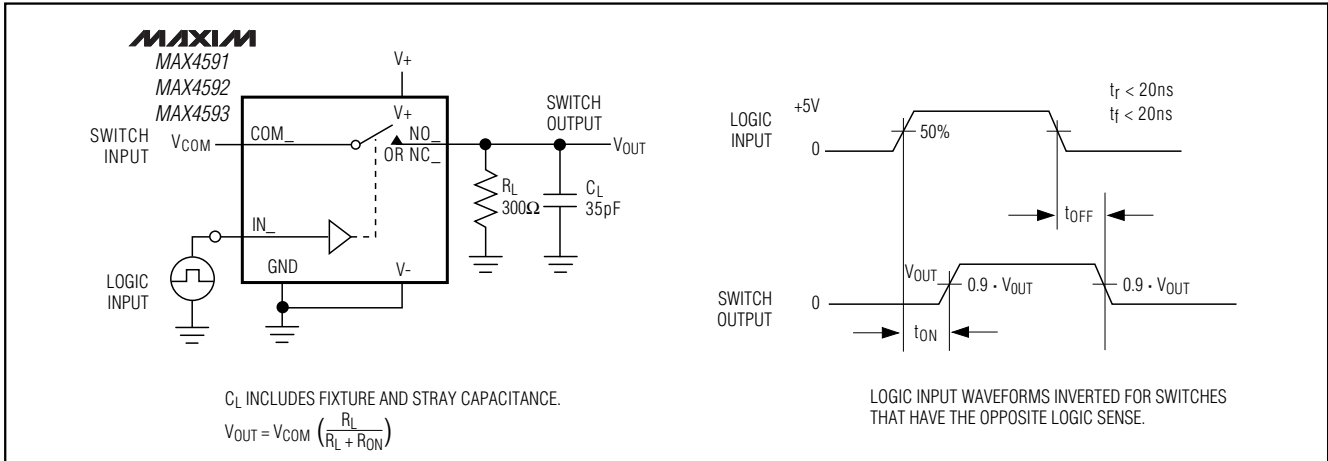 MAXIM
MAX4591
MAX4592
MAX4593
V+
V+
SWITCH
INPUT
VCOM
COM_
NO_
OR NC_
SWITCH
OUTPUT
VOUT
RL
300Ω
CL
35pF
IN_
LOGIC
INPUT
GND
V-
CL INCLUDES FIXTURE AND STRAY CAPACITANCE.
VOUT = VCOM (RL / RL + RON)
LOGIC
INPUT
+5V
0
50%
tr < 20ns
tf < 20ns
tOFF
SWITCH
OUTPUT
VOUT
0
0.9 · VOUT
0.9 · VOUT
tON
LOGIC INPUT WAVEFORMS INVERTED FOR SWITCHES
THAT HAVE THE OPPOSITE LOGIC SENSE.